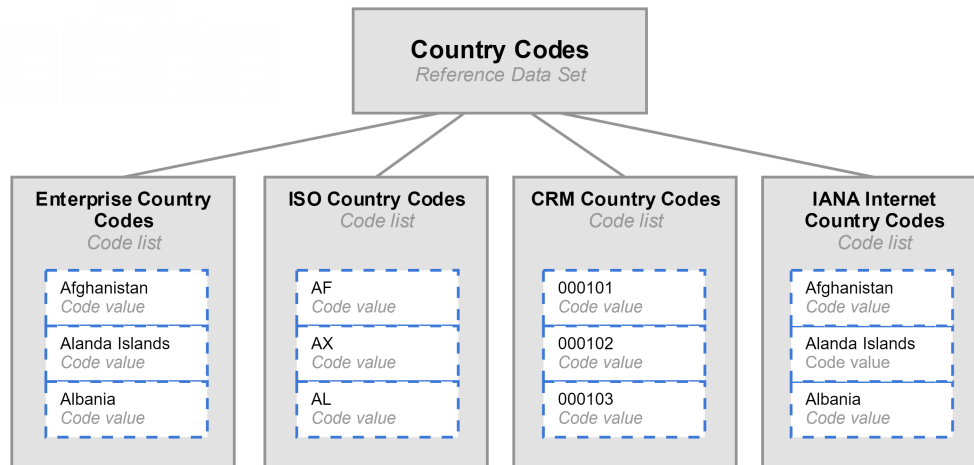 Country Codes
Reference Data Set
Enterprise Country
Codes
Code list
Afghanistan
Code value
Alanda Islands
Code value
Albania
Code value
ISO Country Codes
Code list
AF
Code value
AX
Code value
AL
Code value
CRM Country Codes
Code list
000101
Code value
000102
Code value
000103
Code value
IANA Internet
Country Codes
Code list
Afghanistan
Code value
Alanda Islands
Code value
Albania
Code value